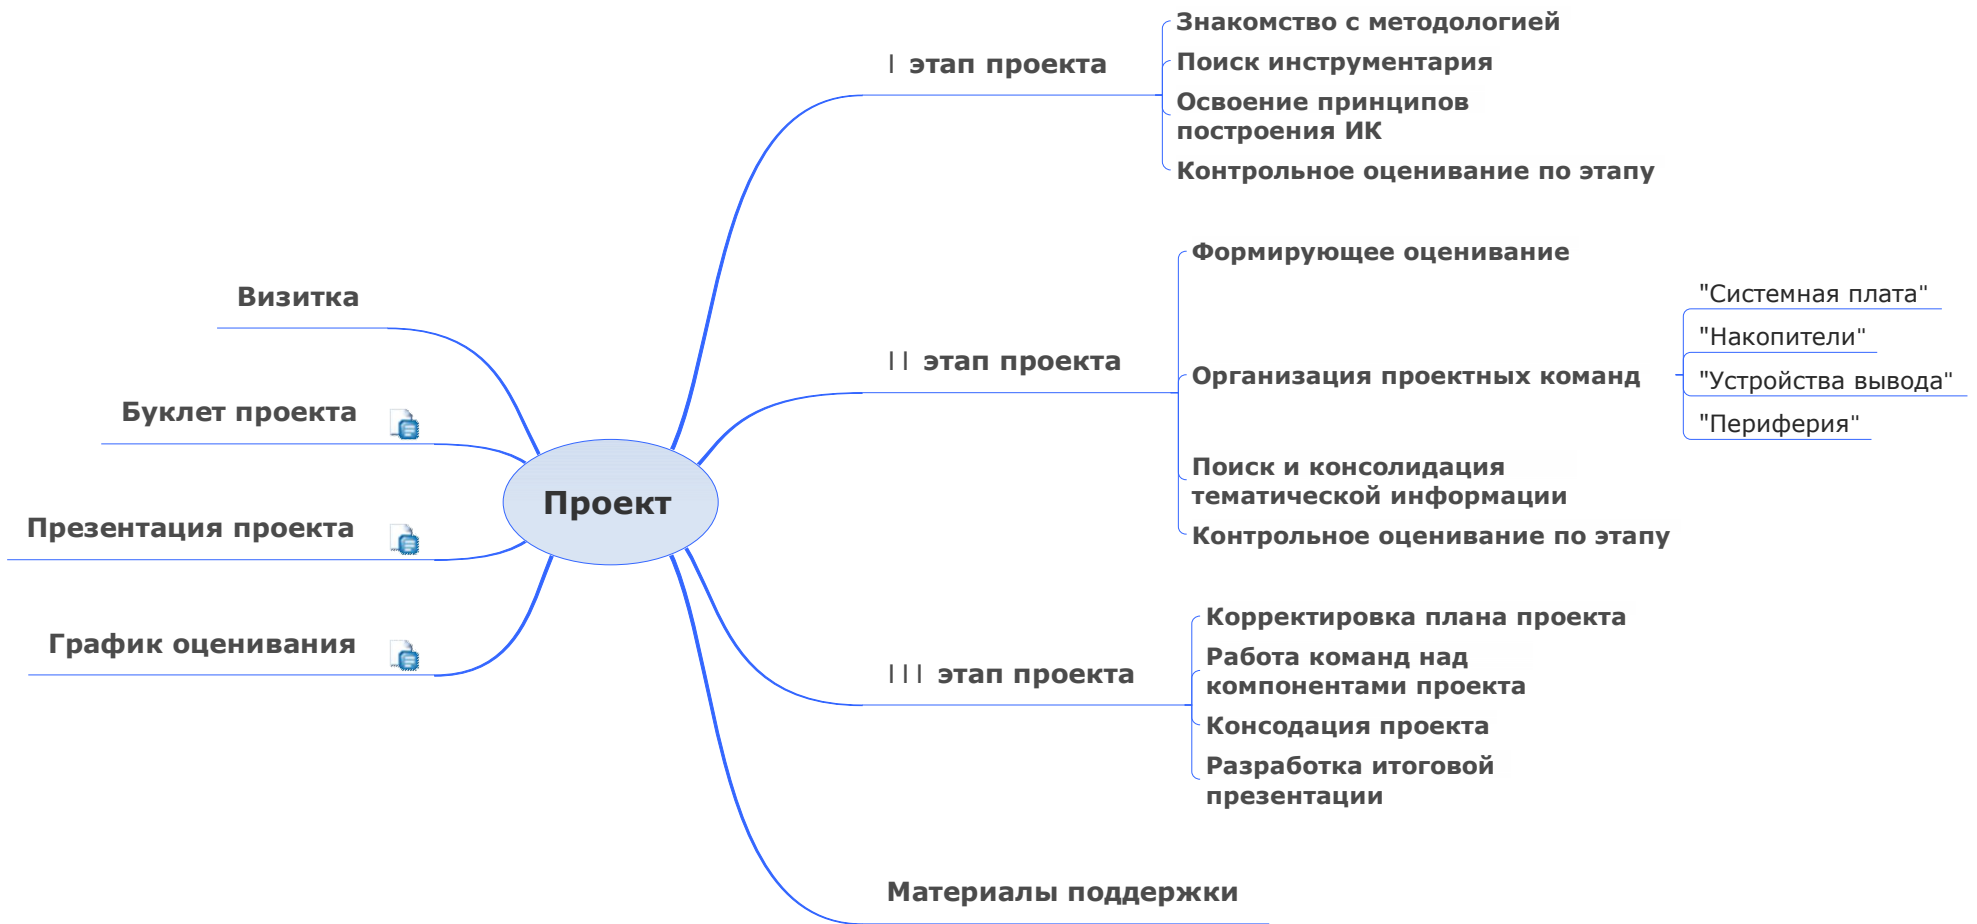 Проект
I этап проекта
Знакомство с методологией
Поиск инструментария
Освоение принципов
построения ИК
Контрольное оценивание по этапу
II этап проекта
Формирующее оценивание
Организация проектных команд
"Системная плата"
"Накопители"
"Устройства вывода"
"Периферия"
Поиск и консолидация
тематической информации
Контрольное оценивание по этапу
III этап проекта
Корректировка плана проекта
Работа команд над
компонентами проекта
Консодация проекта
Разработка итоговой
презентации
Материалы поддержки
Визитка
Буклет проекта
Презентация проекта
График оценивания